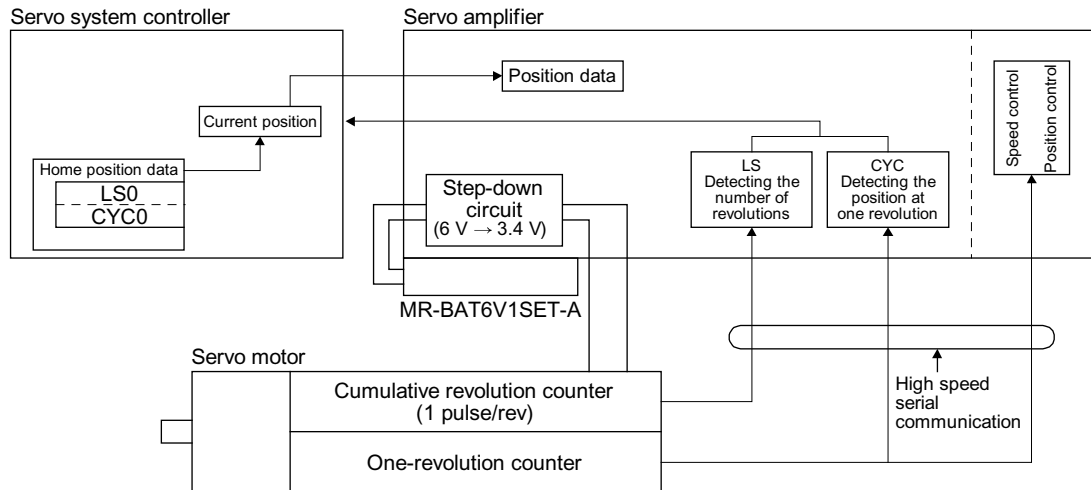 Servo system controller
Servo amplifier
Position data
Current position
Home position data
LS0
CYC0
Step-down
circuit
(6 V → 3.4 V)
LS
Detecting the
number of
revolutions
CYC
Detecting the
position at
one revolution
Speed control
Position control
MR-BAT6V1SET-A
Servo motor
Cumulative revolution counter
(1 pulse/rev)
One-revolution counter
High speed
serial
communication